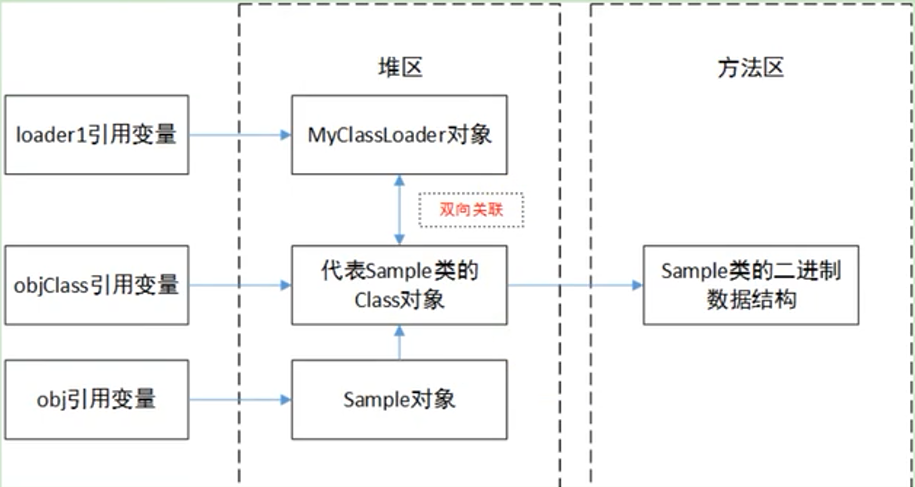 堆区
方法区
loader1引用变量
MyClassLoader对象
双向关联
objClass引用变量
代表Sample类的
Class对象
Sample类的二进制
数据结构
obj引用变量
Sample对象